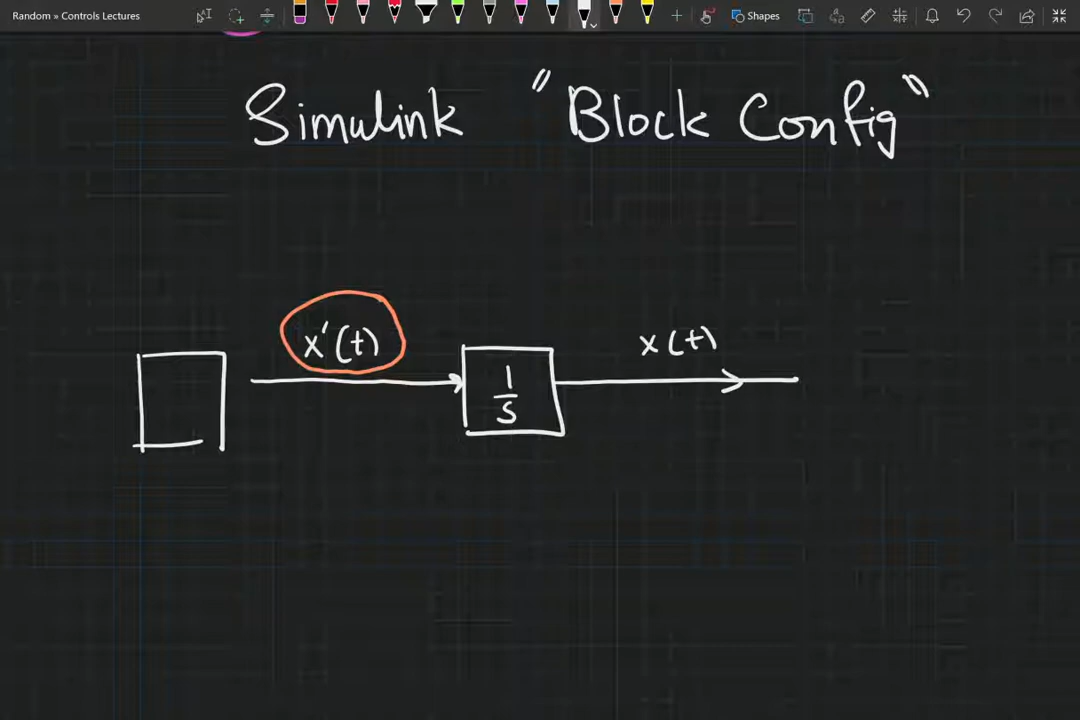 Random » Controls Lectures
Shapes
Simulink "Block Config"
x'(t)
x(t)
1
s